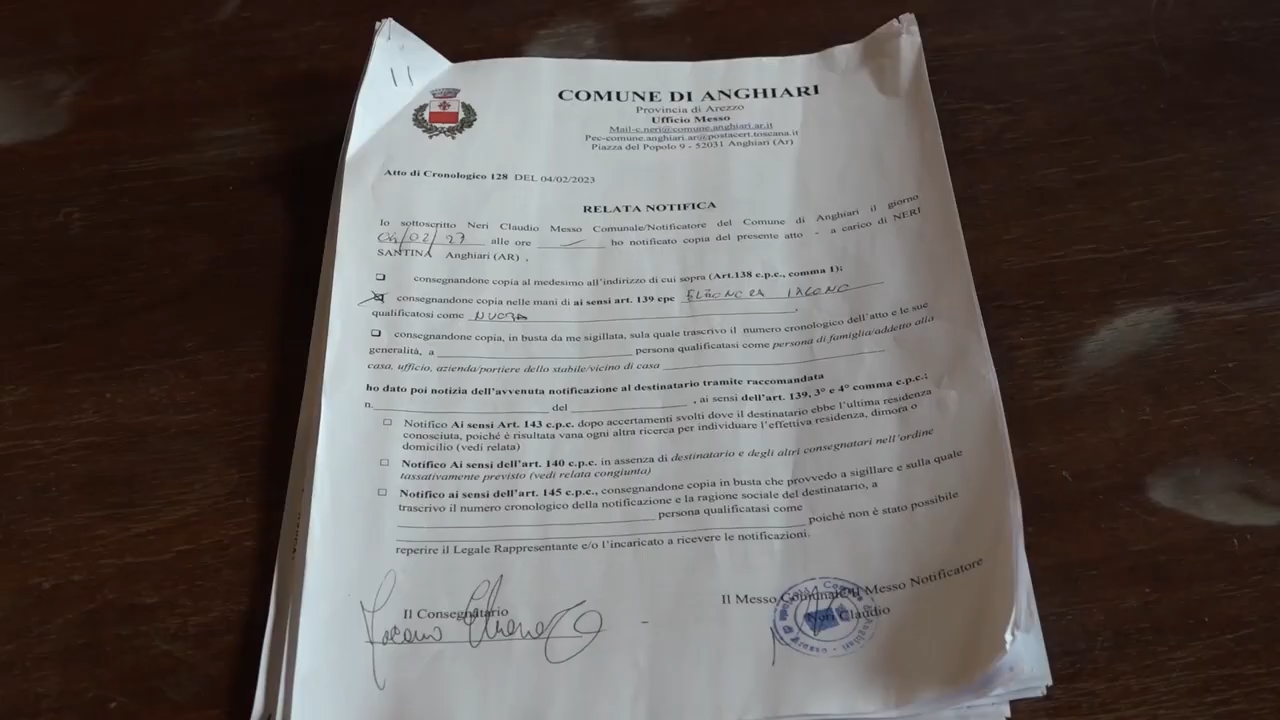 11
COMUNE DI ANGHIARI
Provincia di Arezzo
Ufficio Messo
Mail-c.neri@comune.anghiari.ar.it
Pec-comune.anghiari.ar@postacert.toscana.it
Piazza del Popolo 9 - 52031 Anghiari (Ar)
Atto di Cronologico 128 DEL 04/02/2023
RELATA NOTIFICA
Io sottoscritto Neri Claudio Messo Comunale/Notificatore del Comune di Anghiari il giorno
04/02/23 alle ore ho notificato copia del presente atto - a carico di NERI
SANTINA Anghiari (AR) ,
consegnandone copia al medesimo all'indirizzo di cui sopra (Art.138 c.p.c., comma 1);
consegnandone copia nelle mani di ai sensi art. 139 cpc ELEONORA IACONO
qualificatosi come NUORA ,
consegnandone copia, in busta da me sigillata, sulla quale trascrivo il numero cronologico dell'atto e le sue
generalità, a persona qualificatasi come persona di famiglia/addetto alla
casa, ufficio, azienda/portiere dello stabile/vicino di casa
ho dato poi notizia dell'avvenuta notificazione al destinatario tramite raccomandata
n. del , ai sensi dell'art. 139, 3° e 4° comma c.p.c.;
Notifico Ai sensi Art. 143 c.p.c. dopo accertamenti svolti dove il destinatario ebbe l'ultima residenza
conosciuta, poiché è risultata vana ogni altra ricerca per individuare l'effettiva residenza, dimora o
domicilio (vedi relata)
Notifico Ai sensi dell'art. 140 c.p.c. in assenza di destinatario e degli altri consegnatari nell'ordine
tassativamente previsto (vedi relata congiunta)
Notifico ai sensi dell'art. 145 c.p.c., consegnandone copia in busta che provvedo a sigillare e sulla quale
trascrivo il numero cronologico della notificazione e la ragione sociale del destinatario, a
persona qualificatasi come
poiché non è stato possibile
reperire il Legale Rappresentante e/o l'incaricato a ricevere le notificazioni.
Il Consegnatario
Iacono Eleonora
Il Messo Comunale/Il Messo Notificatore
Neri Claudio